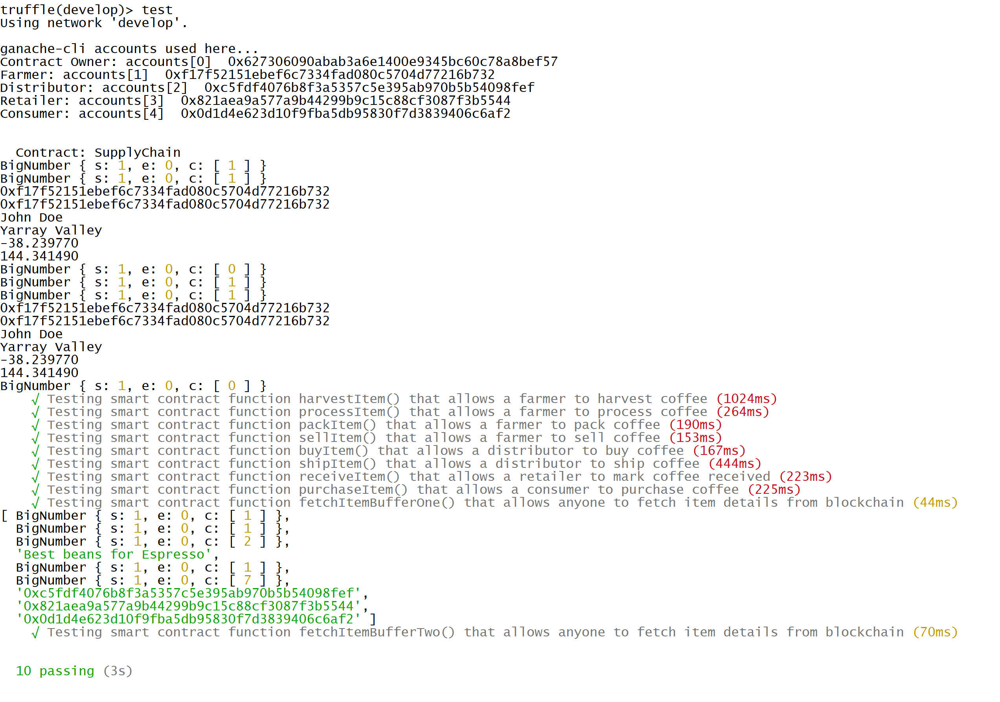 truffle(develop)> test
Using network 'develop'.
ganache-cli accounts used here...
Contract Owner: accounts[0]  0x627306090abab3a6e1400e9345bc60c78a8bef57
Farmer: accounts[1]  0xf17f52151ebef6c7334fad080c5704d77216b732
Distributor: accounts[2]  0xc5fdf4076b8f3a5357c5e395ab970b5b54098fef
Retailer: accounts[3]  0x821aea9a577a9b44299b9c15c88cf3087f3b5544
Consumer: accounts[4]  0x0d1d4e623d10f9fba5db95830f7d3839406c6af2
  Contract: SupplyChain
BigNumber { s: 1, e: 0, c: [ 1 ] }
BigNumber { s: 1, e: 0, c: [ 1 ] }
0xf17f52151ebef6c7334fad080c5704d77216b732
0xf17f52151ebef6c7334fad080c5704d77216b732
John Doe
Yarray Valley
-38.239770
144.341490
BigNumber { s: 1, e: 0, c: [ 0 ] }
BigNumber { s: 1, e: 0, c: [ 1 ] }
BigNumber { s: 1, e: 0, c: [ 1 ] }
0xf17f52151ebef6c7334fad080c5704d77216b732
0xf17f52151ebef6c7334fad080c5704d77216b732
John Doe
Yarray Valley
-38.239770
144.341490
BigNumber { s: 1, e: 0, c: [ 0 ] }
    √ Testing smart contract function harvestItem() that allows a farmer to harvest coffee (1024ms)
    √ Testing smart contract function processItem() that allows a farmer to process coffee (264ms)
    √ Testing smart contract function packItem() that allows a farmer to pack coffee (190ms)
    √ Testing smart contract function sellItem() that allows a farmer to sell coffee (153ms)
    √ Testing smart contract function buyItem() that allows a distributor to buy coffee (167ms)
    √ Testing smart contract function shipItem() that allows a distributor to ship coffee (444ms)
    √ Testing smart contract function receiveItem() that allows a retailer to mark coffee received (223ms)
    √ Testing smart contract function purchaseItem() that allows a consumer to purchase coffee (225ms)
    √ Testing smart contract function fetchItemBufferOne() that allows anyone to fetch item details from blockchain (44ms)
[ BigNumber { s: 1, e: 0, c: [ 1 ] },
  BigNumber { s: 1, e: 0, c: [ 1 ] },
  BigNumber { s: 1, e: 0, c: [ 2 ] },
  'Best beans for Espresso',
  BigNumber { s: 1, e: 0, c: [ 1 ] },
  BigNumber { s: 1, e: 0, c: [ 7 ] },
  '0xc5fdf4076b8f3a5357c5e395ab970b5b54098fef',
  '0x821aea9a577a9b44299b9c15c88cf3087f3b5544',
  '0x0d1d4e623d10f9fba5db95830f7d3839406c6af2' ]
    √ Testing smart contract function fetchItemBufferTwo() that allows anyone to fetch item details from blockchain (70ms)
  10 passing (3s)